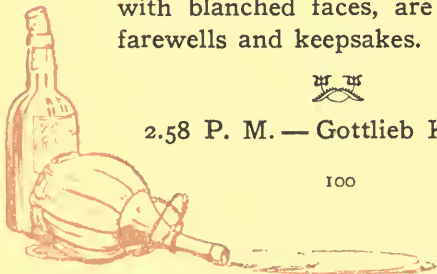 with blanched faces, are
farewells and keepsakes.
2.58 P. M. — Gottlieb
100